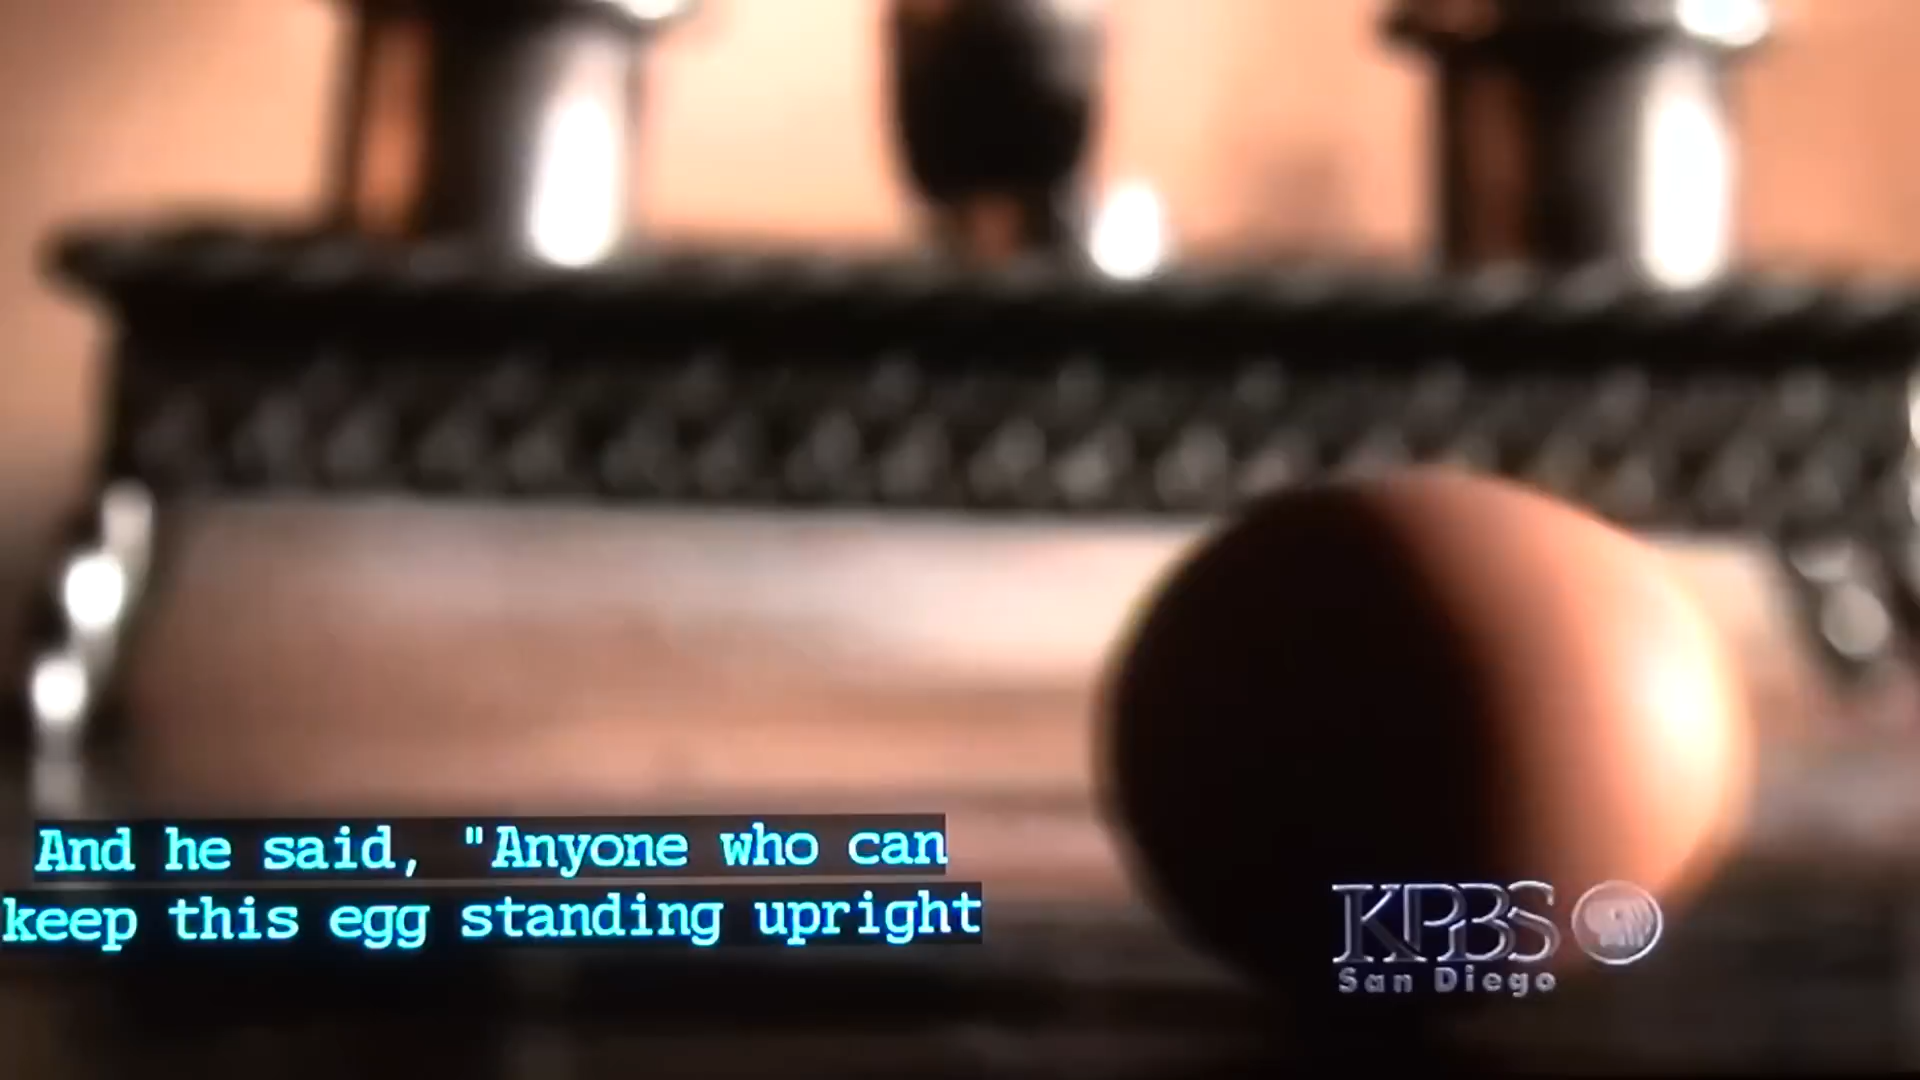 And he said, "Anyone who can
keep this egg standing upright
KPBS
San Diego